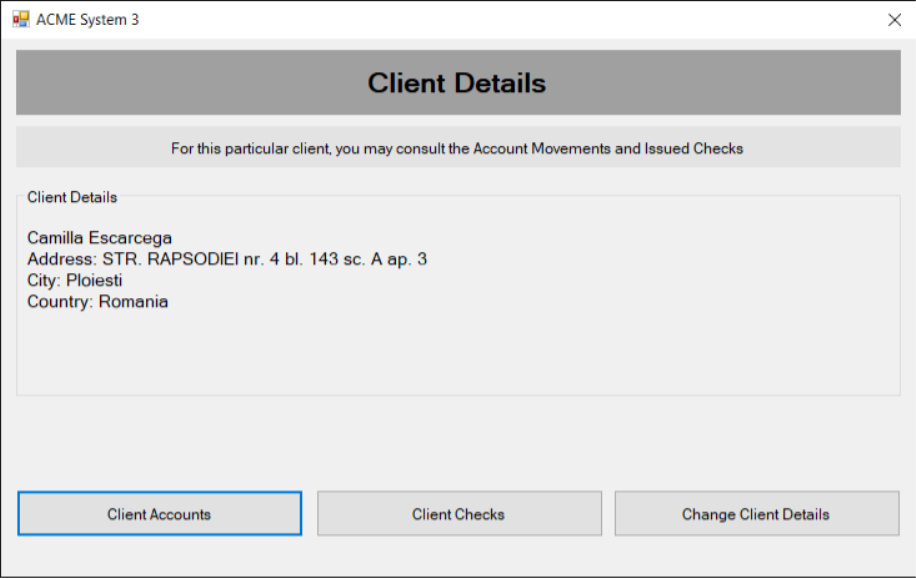 ACME System 3
Client Details
For this particular client, you may consult the Account Movements and Issued Checks
Client Details
Camilla Escarcega
Address: STR. RAPSODIEI nr. 4 bl. 143 sc. A ap. 3
City: Ploiesti
Country: Romania
Client Accounts
Client Checks
Change Client Details